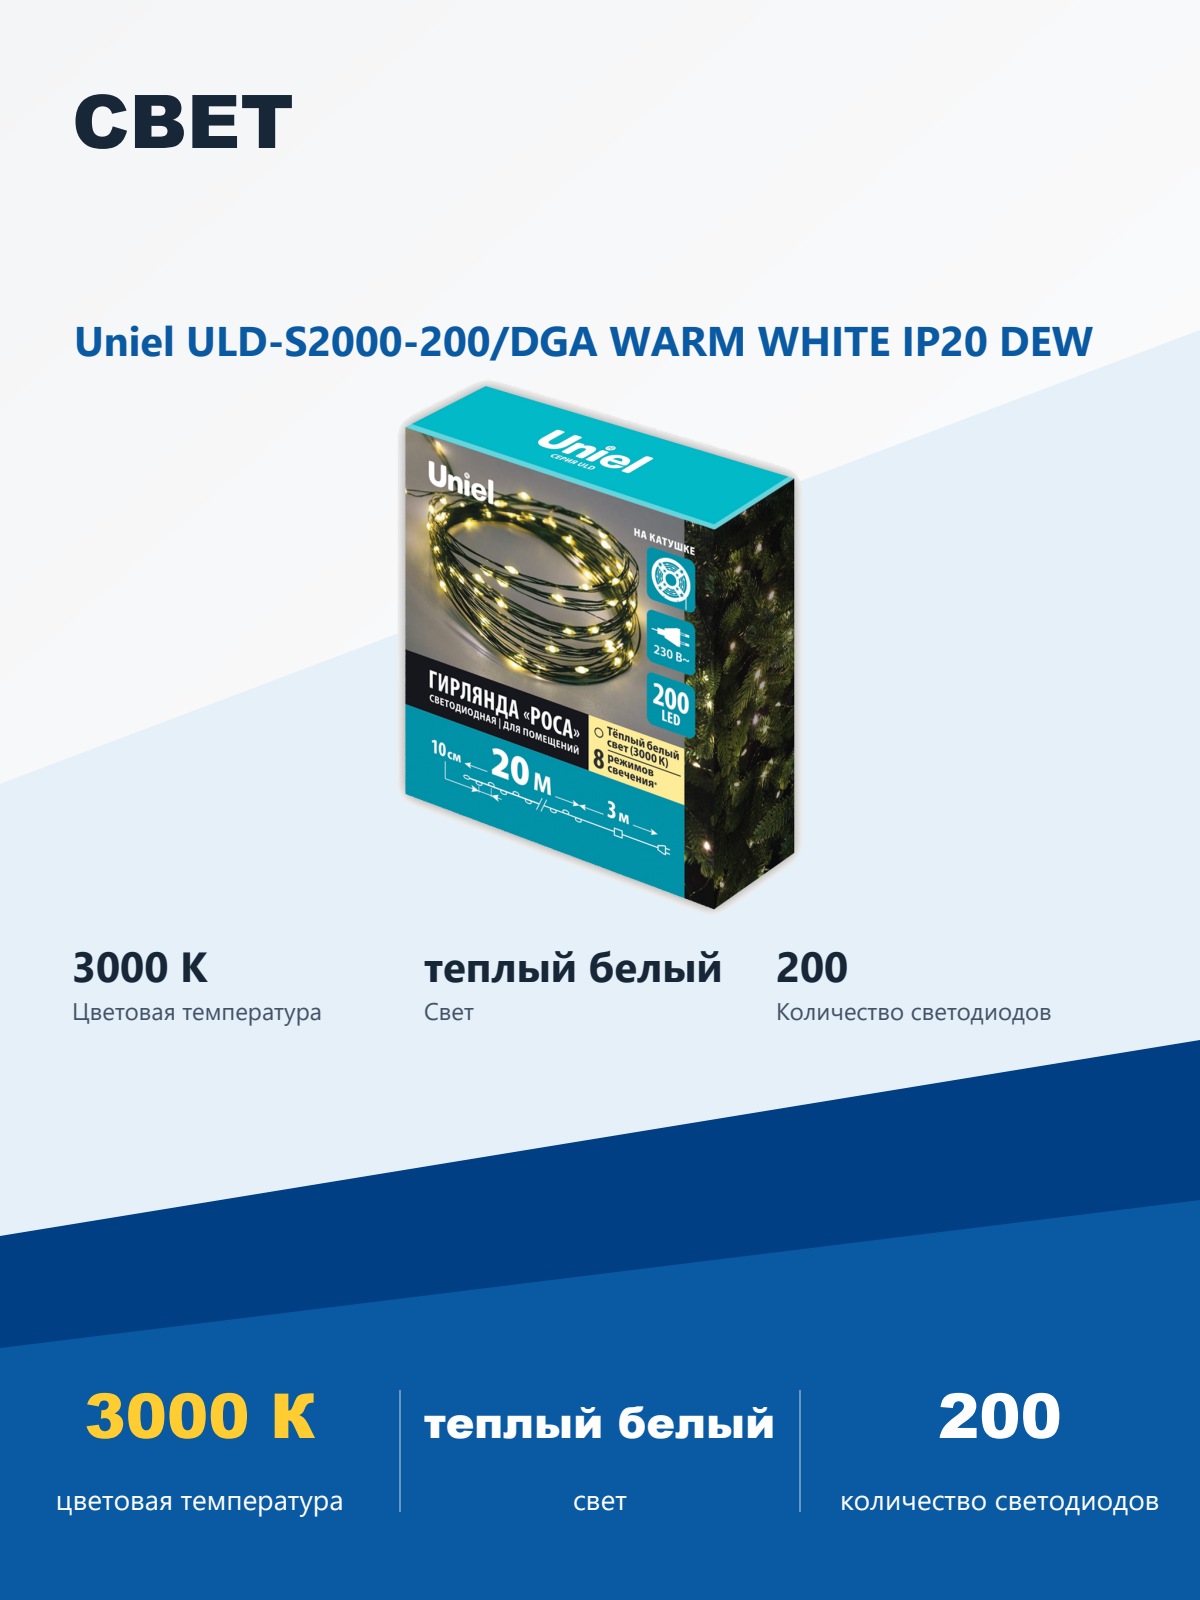 СВЕТ
Uniel ULD-S2000-200/DGA WARM WHITE IP20 DEW
Uniel
СЕРИЯ ULD
Uniel
НА КАТУШКЕ
230 В~
200
LED
ГИРЛЯНДА «РОСА»
СВЕТОДИОДНАЯ | ДЛЯ ПОМЕЩЕНИЙ
Тёплый белый
свет (3000 К)
8 режимов
свечения*
10 см
20 м
3 м
3000 К
теплый белый
200
Цветовая температура
Свет
Количество светодиодов
3000 К
теплый белый
200
цветовая температура
свет
количество светодиодов